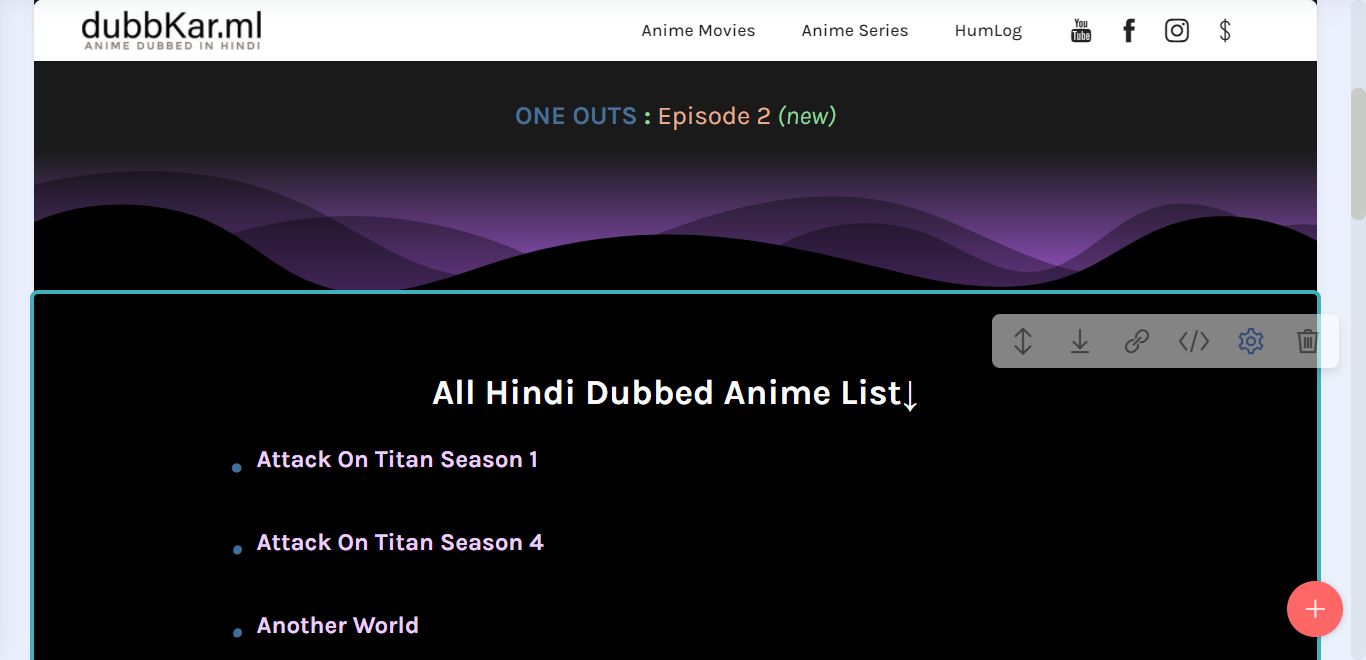 dubbKar.ml
ANIME DUBBED IN HINDI
Anime Movies
Anime Series
HumLog
You
Tube
$
ONE OUTS : Episode 2 (new)
All Hindi Dubbed Anime List↓
Attack On Titan Season 1
Attack On Titan Season 4
Another World